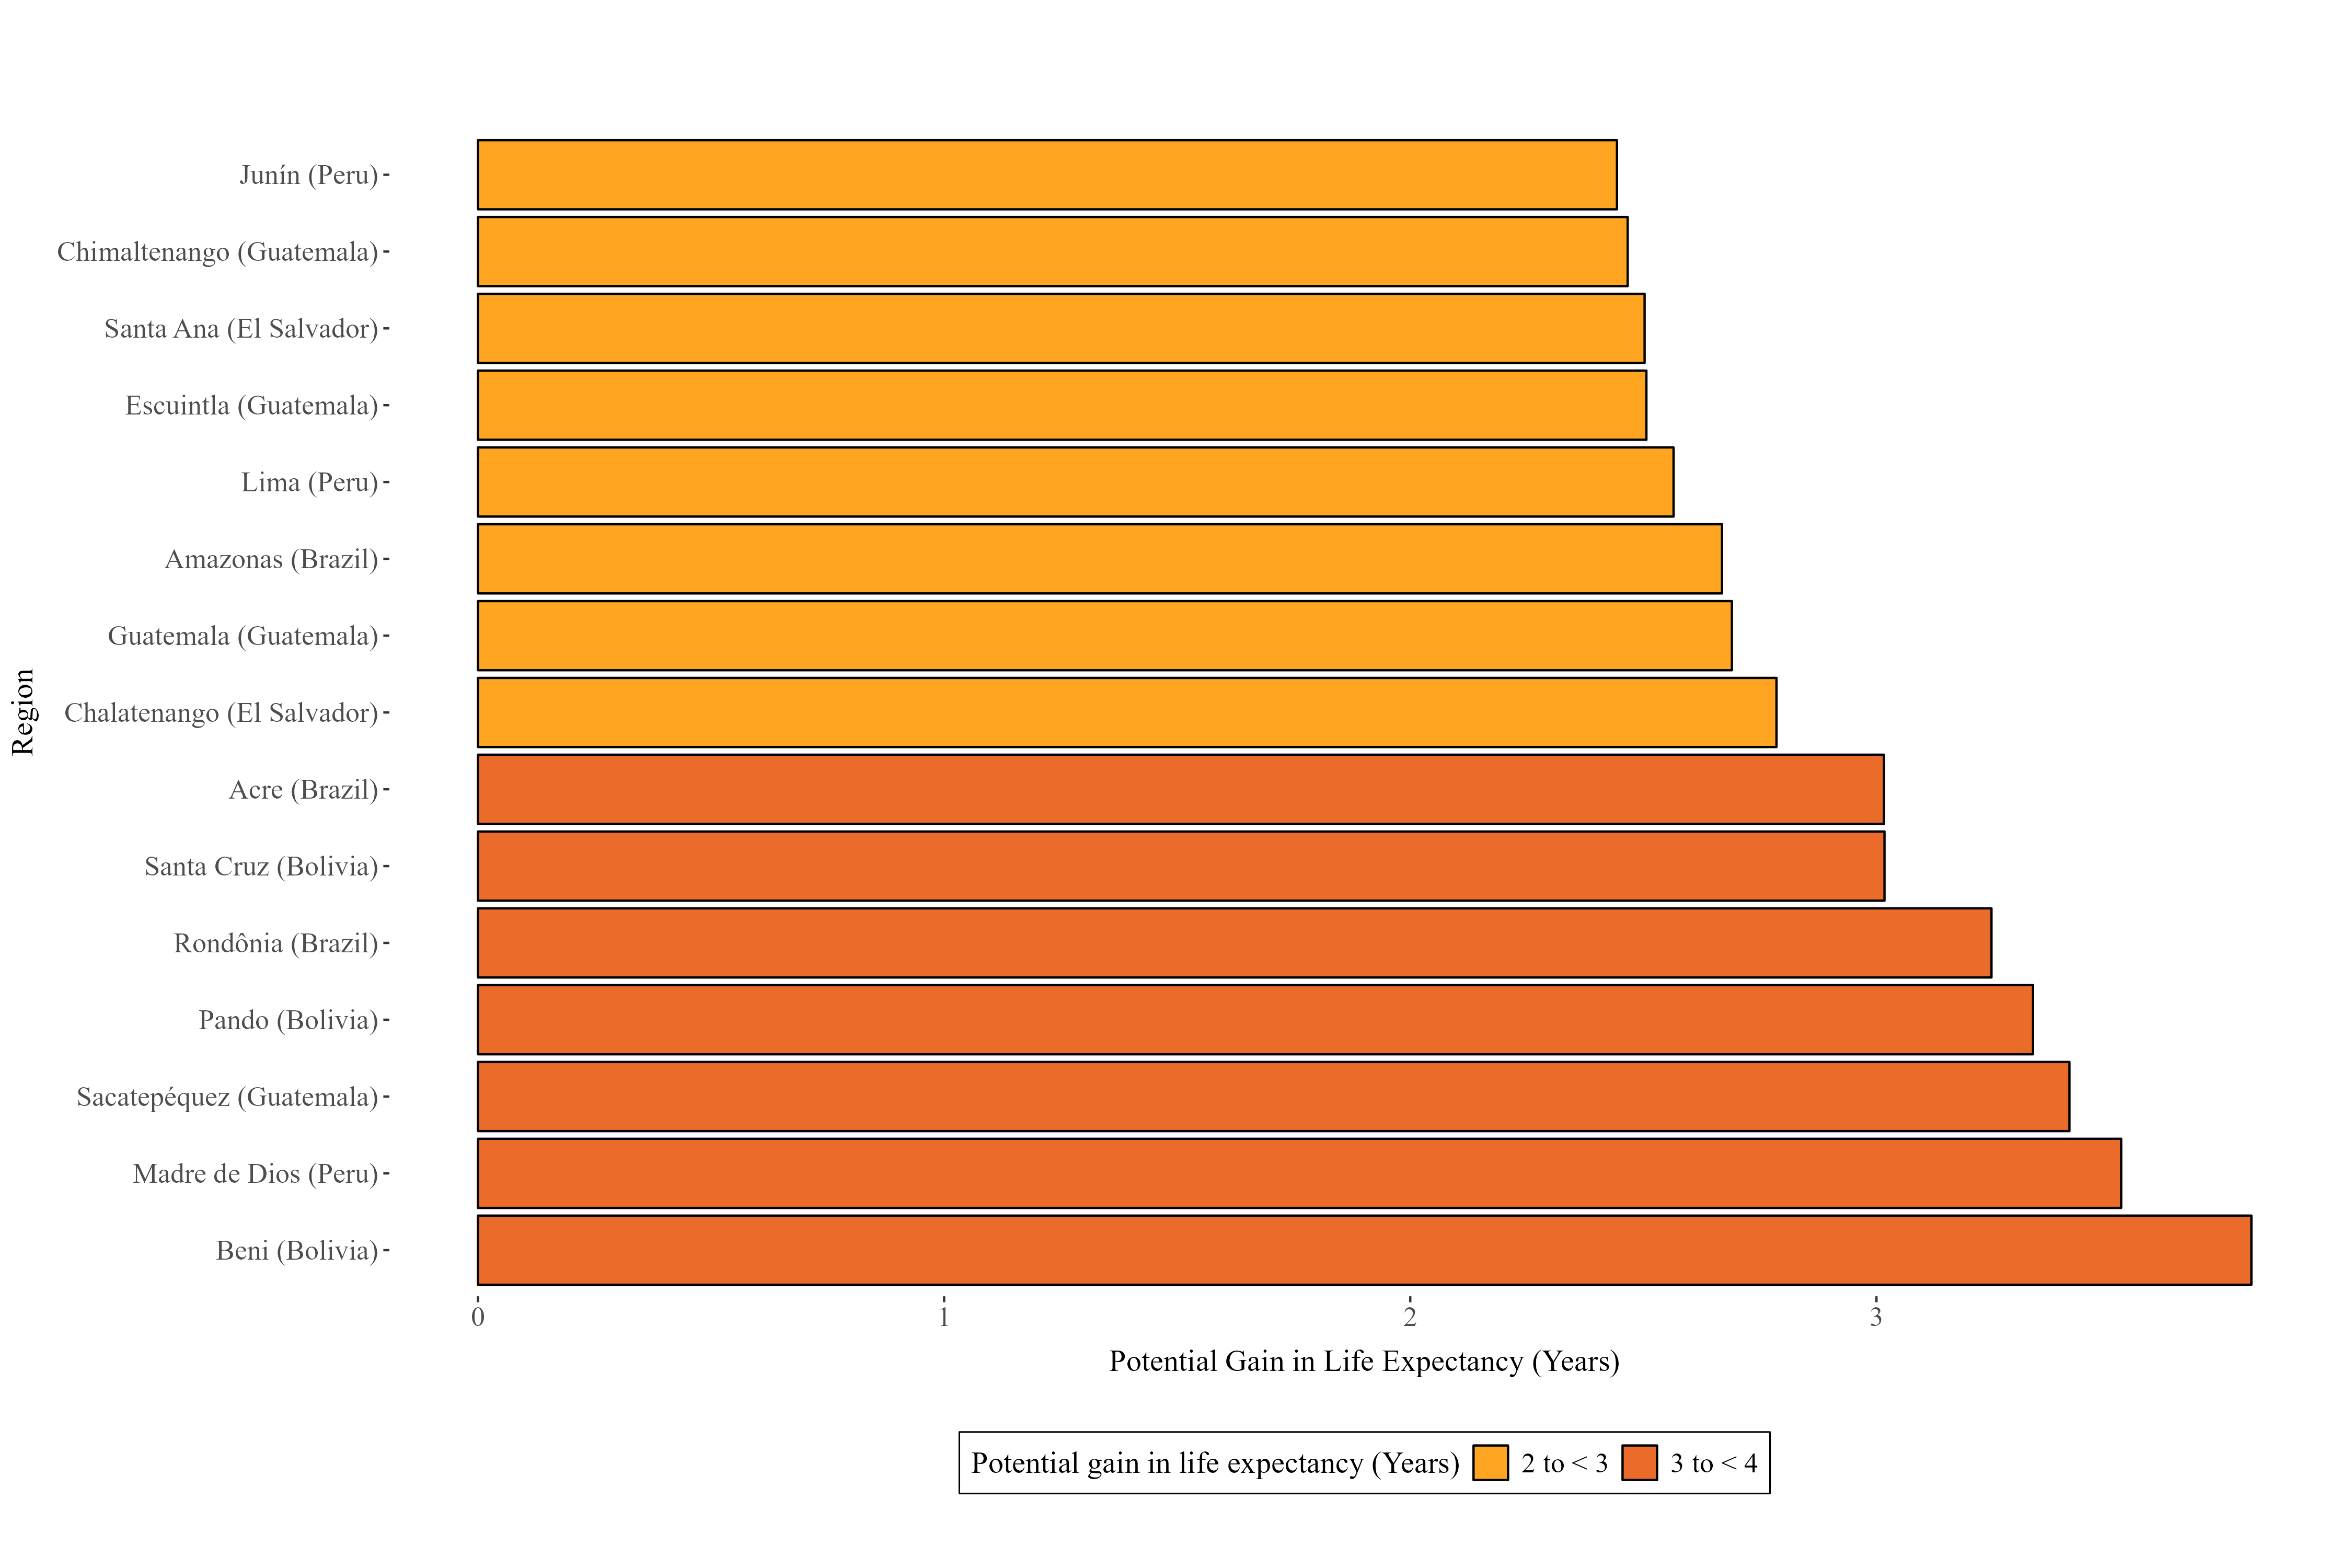 Junín (Peru)
Chimaltenango (Guatemala)
Santa Ana (El Salvador)
Escuintla (Guatemala)
Lima (Peru)
Amazonas (Brazil)
Guatemala (Guatemala)
Chalatenango (El Salvador)
Acre (Brazil)
Santa Cruz (Bolivia)
Rondônia (Brazil)
Pando (Bolivia)
Sacatepéquez (Guatemala)
Madre de Dios (Peru)
Beni (Bolivia)
Region
0 1 2 3
Potential Gain in Life Expectancy (Years)
Potential gain in life expectancy (Years) 2 to < 3 3 to < 4